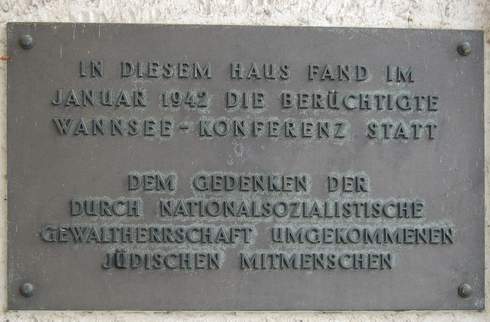 IN DIESEM HAUS FAND IM
JANUAR 1942 DIE BERÜCHTIGTE
WANNSEE-KONFERENZ STATT
DEM GEDENKEN DER
DURCH NATIONALSOZIALISTISCHE
GEWALTHERRSCHAFT UMGEKOMMENEN
JÜDISCHEN MITMENSCHEN